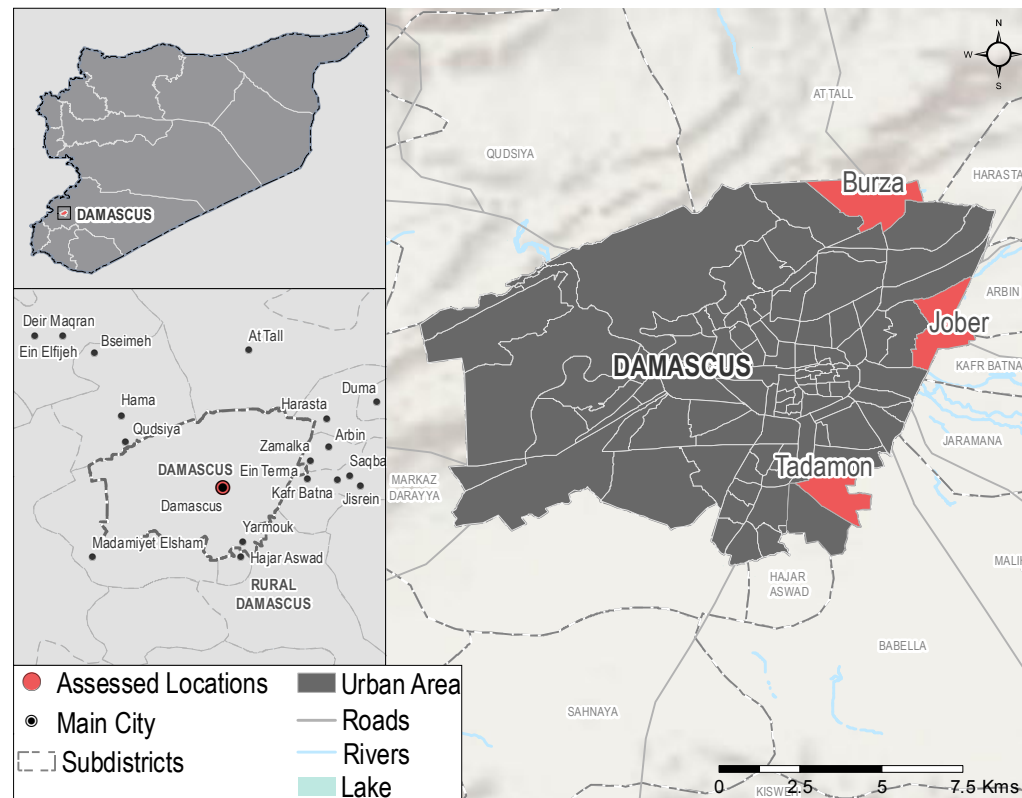 DAMASCUS
Deir Maqran
Ein Elfijeh
Bseimeh
At Tall
Duma
Hama
Harasta
Qudsiya
Arbin
Zamalka
DAMASCUS
Ein Terma
Saqba
Damascus
Kafr Batna
Jisrein
Yarmouk
Madamiyet Elsham
Hajar Aswad
RURAL
DAMASCUS
Assessed Locations
Main City
Subdistricts
Urban Area
Roads
Rivers
Lake
N
W
S
AT TALL
QUDSIYA
HARASTA
Burza
ARBIN
Jober
DAMASCUS
KAFR BATNA
JARAMANA
Tadamon
MARKAZ
DARAYYA
MALIH
HAJAR
ASWAD
BABELLA
SAHNAYA
0 2.5 5 7.5 Kms